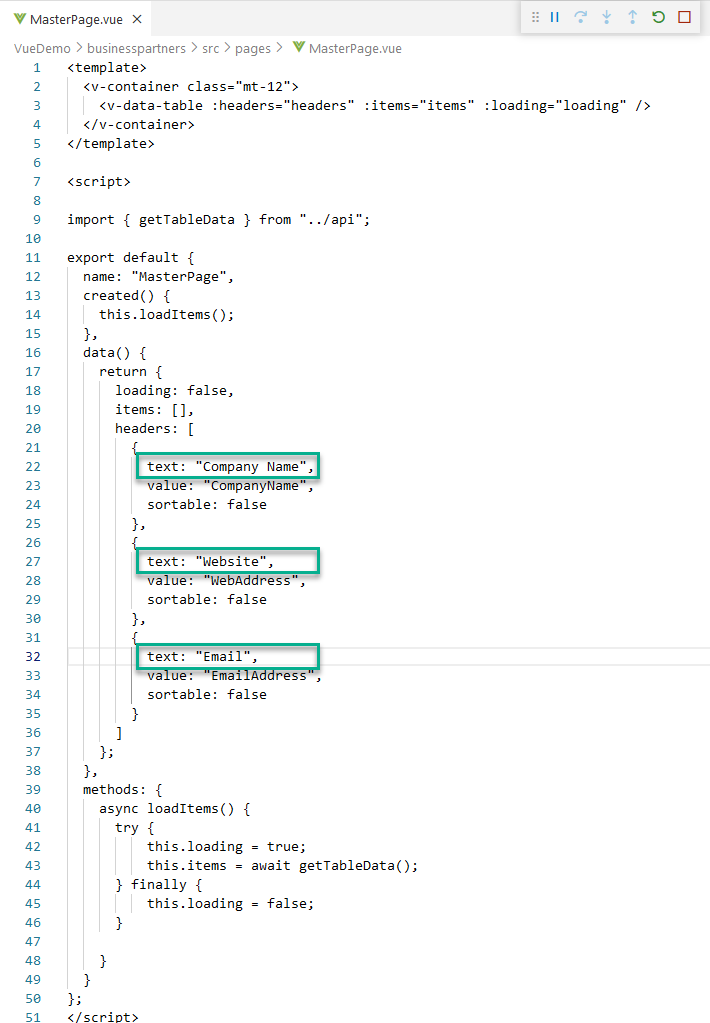 MasterPage.vue ×
VueDemo > businesspartners > src > pages > MasterPage.vue
1 <template>
2 <v-container class="mt-12">
3 <v-data-table :headers="headers" :items="items" :loading="loading" />
4 </v-container>
5 </template>
6
7 <script>
8
9 import { getTableData } from "../api";
10
11 export default {
12 name: "MasterPage",
13 created() {
14 this.loadItems();
15 },
16 data() {
17 return {
18 loading: false,
19 items: [],
20 headers: [
21 {
22 text: "Company Name",
23 value: "CompanyName",
24 sortable: false
25 },
26 {
27 text: "Website",
28 value: "WebAddress",
29 sortable: false
30 },
31 {
32 text: "Email",
33 value: "EmailAddress",
34 sortable: false
35 }
36 ]
37 };
38 },
39 methods: {
40 async loadItems() {
41 try {
42 this.loading = true;
43 this.items = await getTableData();
44 } finally {
45 this.loading = false;
46 }
47
48 }
49 }
50 };
51 </script>